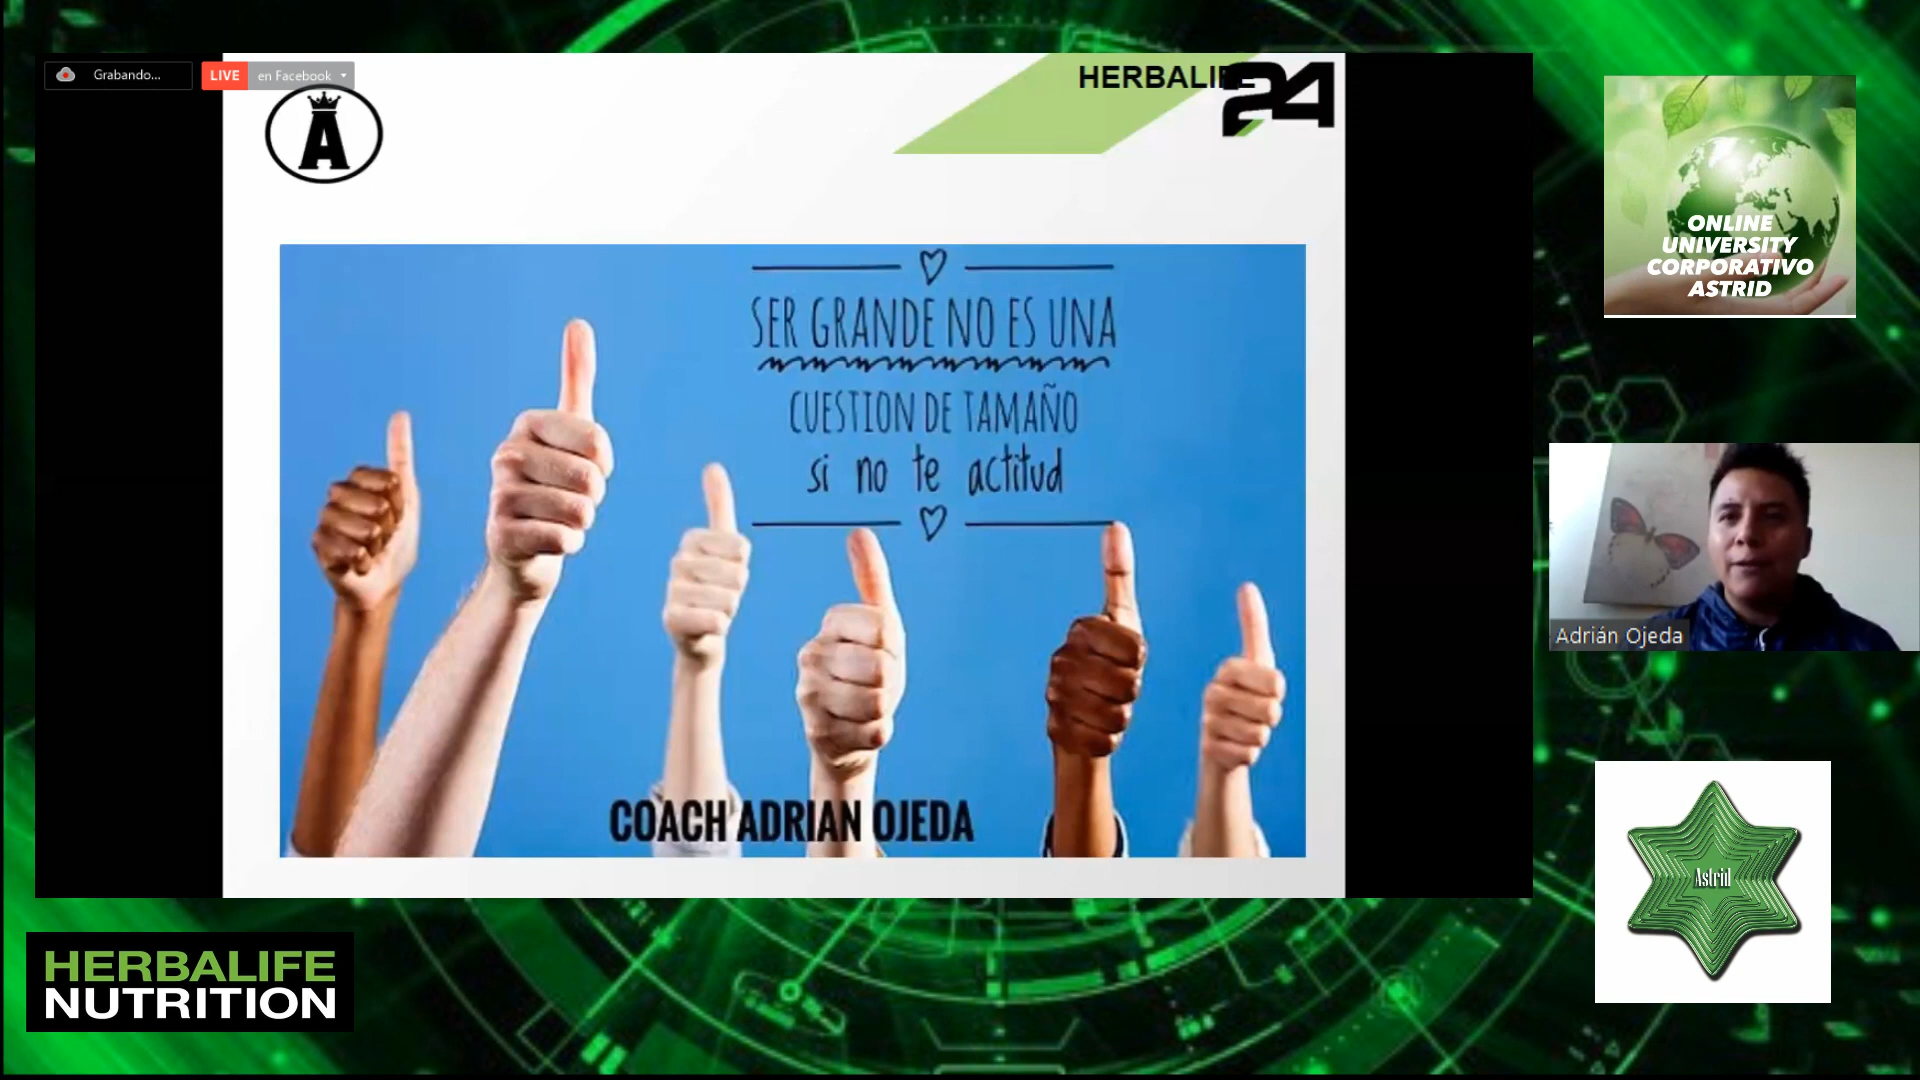 Grabando...
LIVE en Facebook
A
HERBALIFE
24
SER GRANDE NO ES UNA
CUESTION DE TAMAÑO
si no te actitud
COACH ADRIAN OJEDA
ONLINE
UNIVERSITY
CORPORATIVO
ASTRID
Adrián Ojeda
Astrid
HERBALIFE
NUTRITION